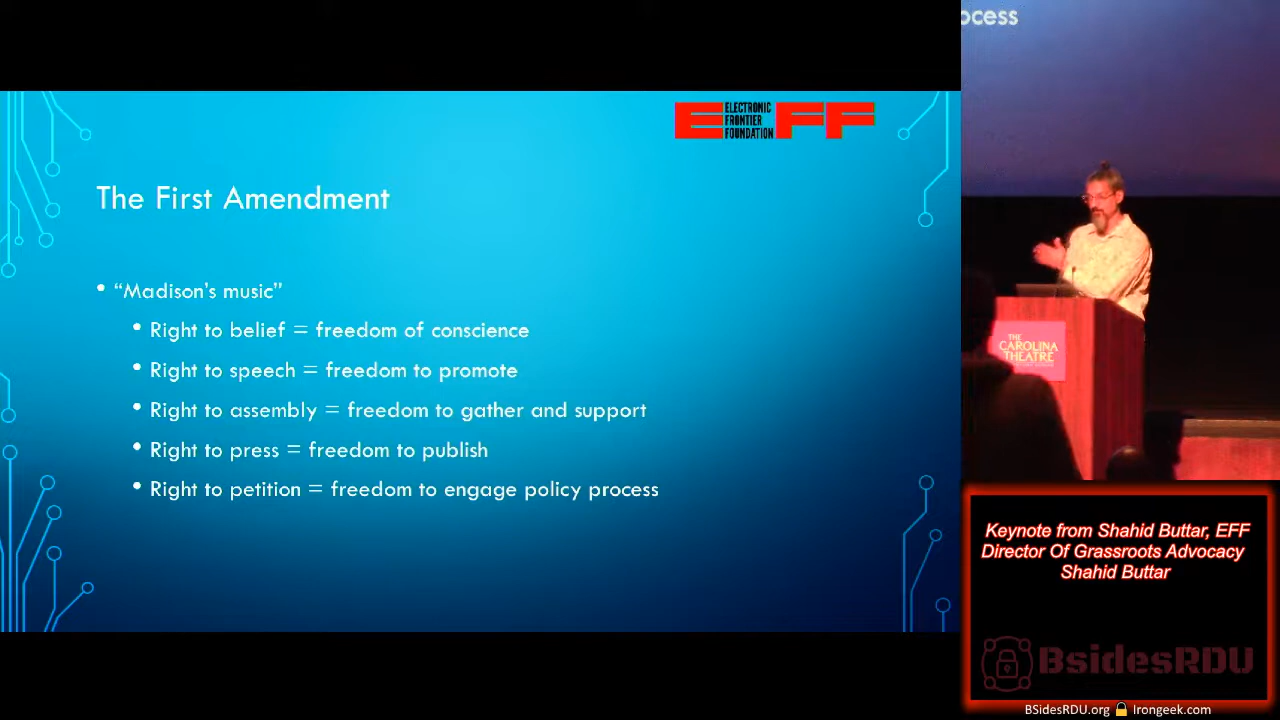 ELECTRONIC
FRONTIER
FOUNDATION
EFF
The First Amendment
• “Madison’s music”
• Right to belief = freedom of conscience
• Right to speech = freedom to promote
• Right to assembly = freedom to gather and support
• Right to press = freedom to publish
• Right to petition = freedom to engage policy process
ocess
THE
CAROLINA
THEATRE
Keynote from Shahid Buttar, EFF
Director Of Grassroots Advocacy
Shahid Buttar
BsidesRDU
BSidesRDU.org 🔒 Irongeek.com